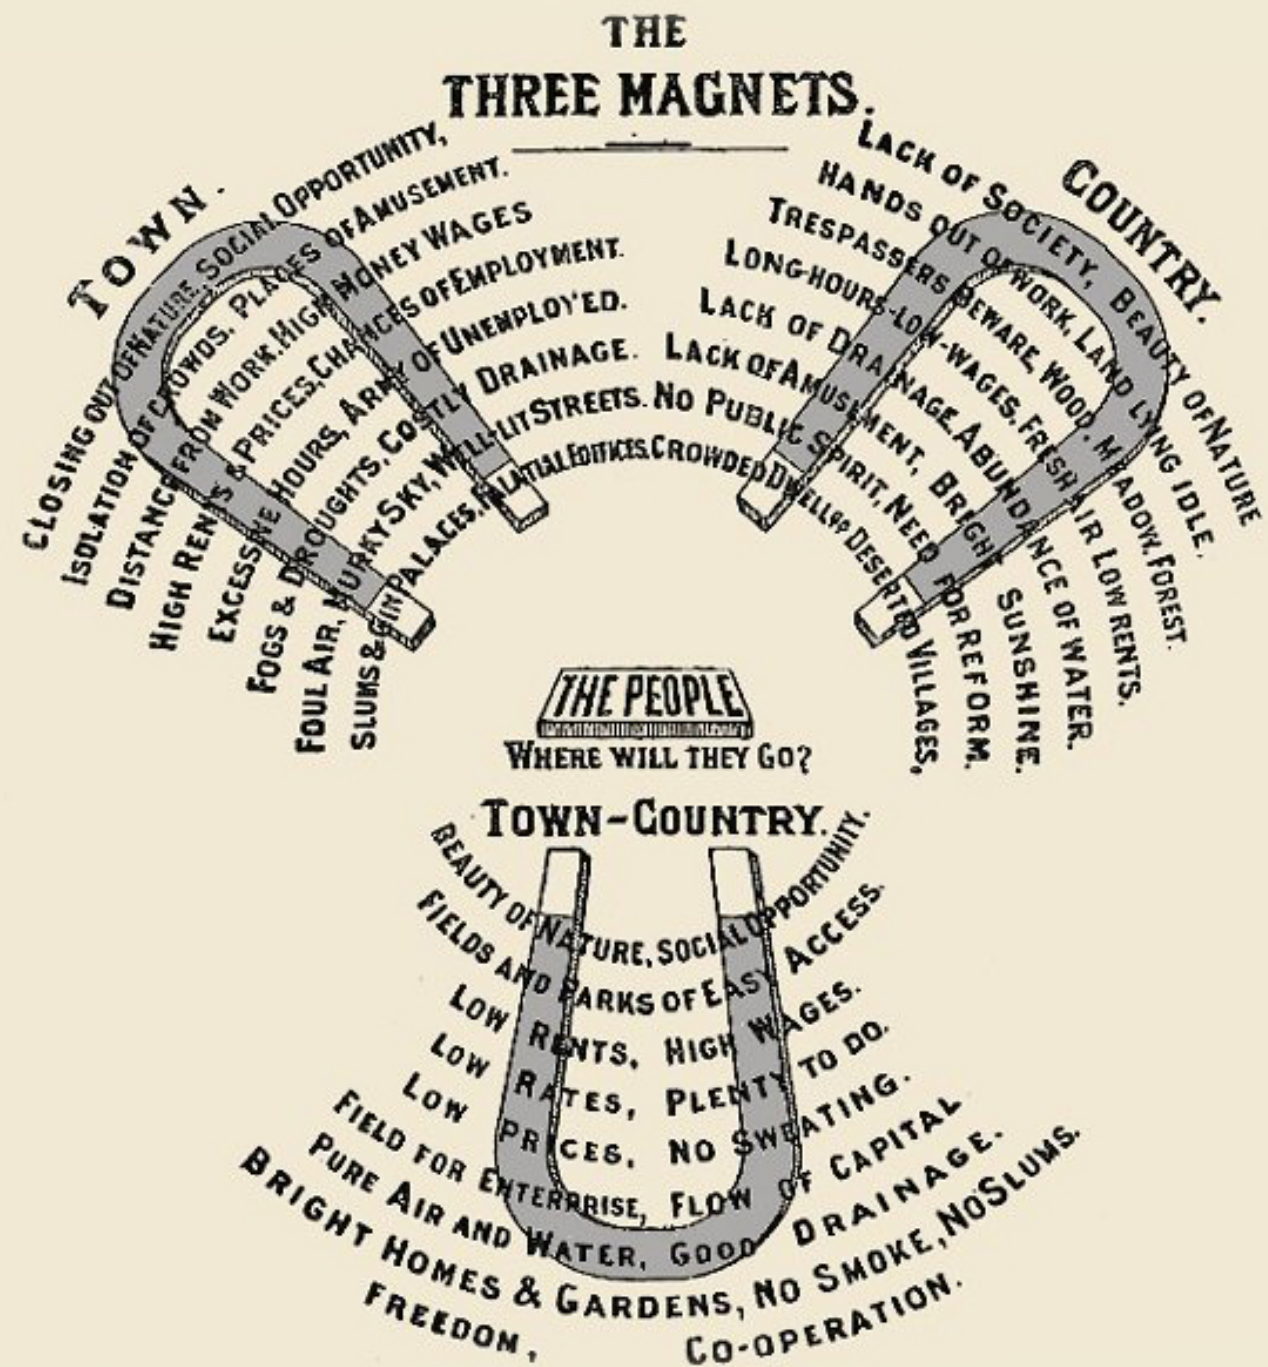 THE
THREE MAGNETS.
TOWN.
CLOSING OUT OF NATURE, SOCIAL OPPORTUNITY,
ISOLATION OF CROWDS, PLACES OF AMUSEMENT.
DISTANCE FROM WORK. HIGH MONEY WAGES
HIGH RENTS & PRICES, CHANCES OF EMPLOYMENT.
EXCESSIVE HOURS, ARMY OF UNEMPLOYED.
FOGS & DROUGHTS, COSTLY DRAINAGE.
FOUL AIR, MURKY SKY, WELL LIT STREETS.
SLUMS & GIN PALACES, PALATIAL EDIFICES.
COUNTRY.
LACK OF SOCIETY, BEAUTY OF NATURE
HANDS OUT OF WORK, LAND LYING IDLE,
TRESPASSERS BEWARE, WOOD, MEADOW, FOREST.
LONG-HOURS-LOW-WAGES, FRESH AIR LOW RENTS.
LACK OF DRAINAGE, ABUNDANCE OF WATER.
LACK OF AMUSEMENT, BRIGHT SUNSHINE.
NO PUBLIC SPIRIT, NEED FOR REFORM.
CROWDED DWELLGS DESERTED VILLAGES,
THE PEOPLE
WHERE WILL THEY GO?
TOWN-COUNTRY.
BEAUTY OF NATURE, SOCIAL OPPORTUNITY.
FIELDS AND PARKS OF EASY ACCESS.
LOW RENTS, HIGH WAGES.
LOW RATES, PLENTY TO DO.
LOW PRICES, NO SWEATING.
FIELD FOR ENTERPRISE, FLOW OF CAPITAL
PURE AIR AND WATER, GOOD DRAINAGE.
BRIGHT HOMES & GARDENS, NO SMOKE, NO SLUMS.
FREEDOM, CO-OPERATION.